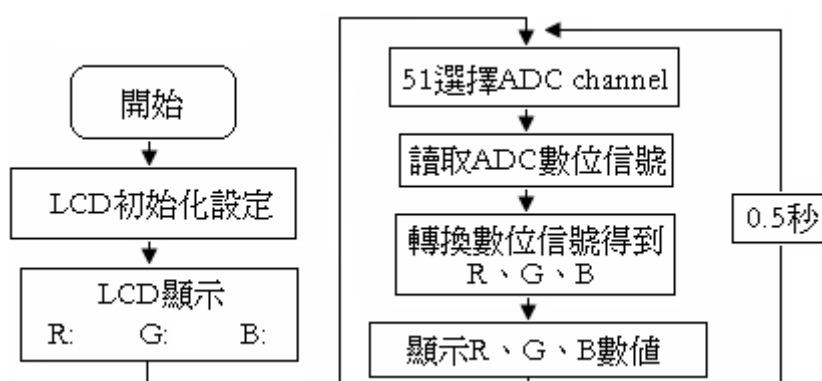 開始
LCD初始化設定
LCD顯示
R: G: B:
51選擇ADC channel
讀取ADC數位信號
轉換數位信號得到
R、G、B
顯示R、G、B數值
0.5秒